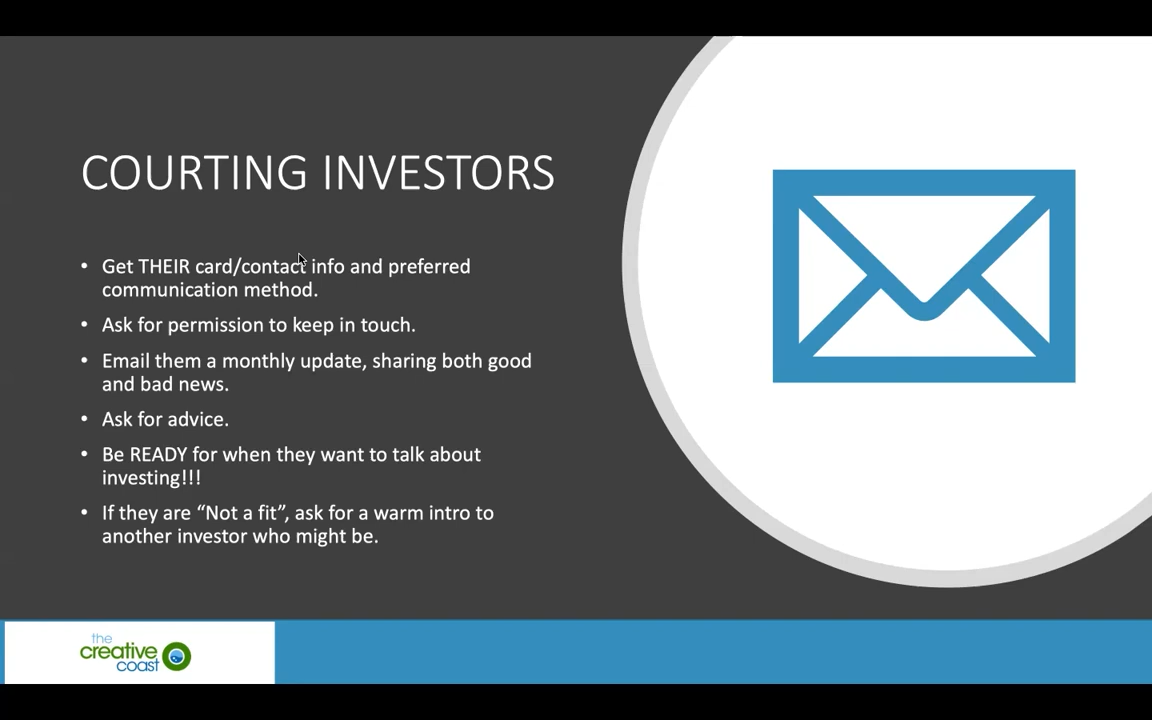 COURTING INVESTORS
• Get THEIR card/contact info and preferred
communication method.
• Ask for permission to keep in touch.
• Email them a monthly update, sharing both good
and bad news.
• Ask for advice.
• Be READY for when they want to talk about
investing!!!
• If they are “Not a fit”, ask for a warm intro to
another investor who might be.
the
creative
coast